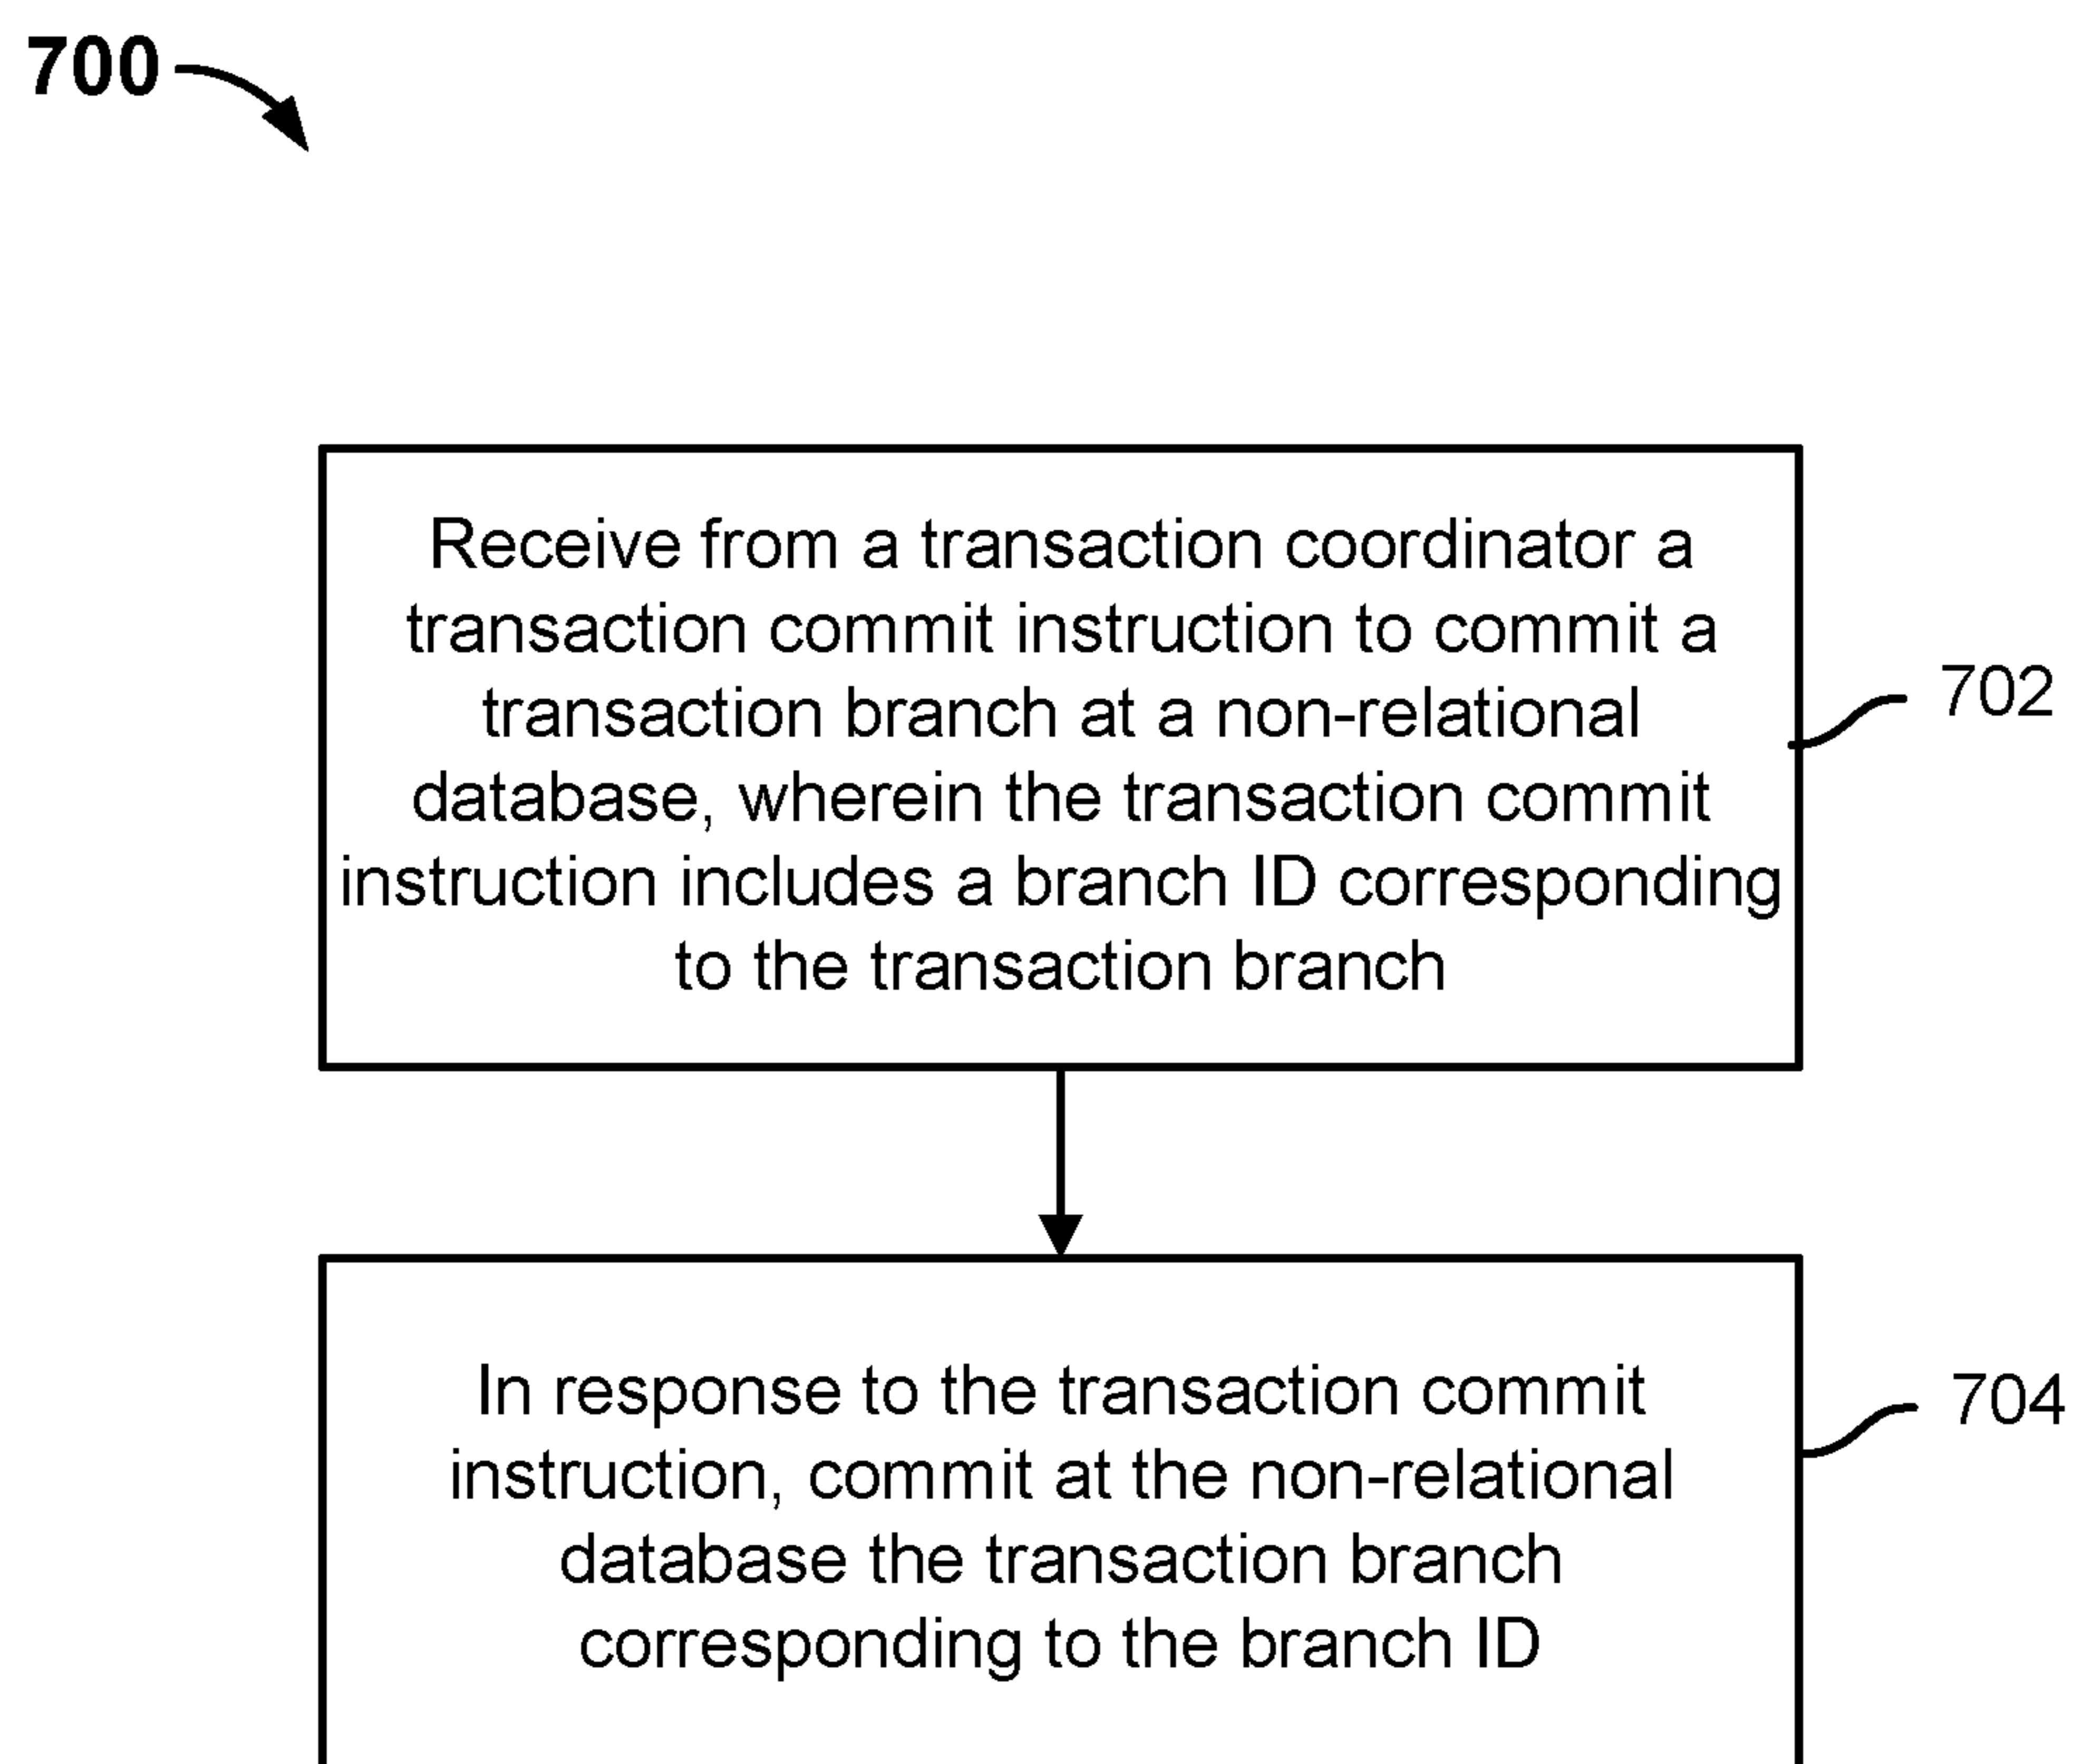 700
Receive from a transaction coordinator a
transaction commit instruction to commit a
transaction branch at a non-relational
database, wherein the transaction commit
instruction includes a branch ID corresponding
to the transaction branch
702
In response to the transaction commit
instruction, commit at the non-relational
database the transaction branch
corresponding to the branch ID
704